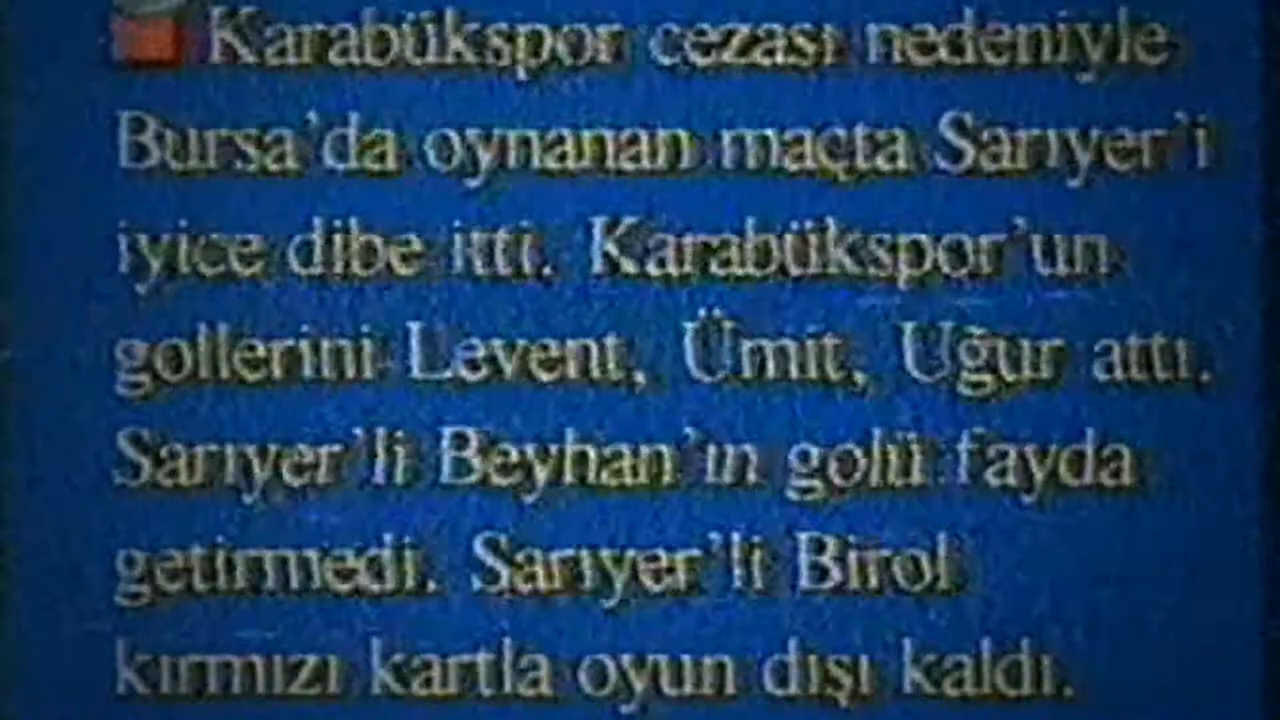 Karabükspor cezası nedeniyle
Bursa'da oynanan maçta Sarıyer'i
iyice dibe itti. Karabükspor'un
gollerini Levent, Ümit, Uğur attı.
Sarıyer'li Beyhan'ın golü fayda
getirmedi. Sarıyer'li Birol
kırmızı kartla oyun dışı kaldı.